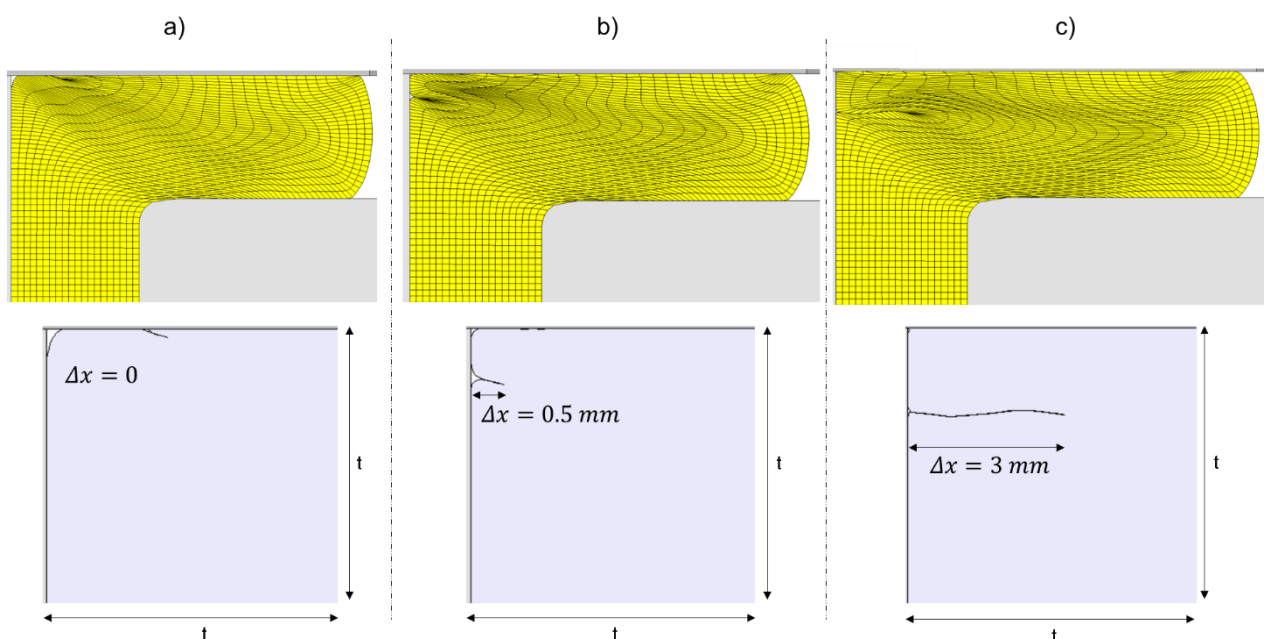 a)
b)
c)
𝛥𝑥 = 0
t
t
𝛥𝑥 = 0.5 𝑚𝑚
t
t
𝛥𝑥 = 3 𝑚𝑚
t
t